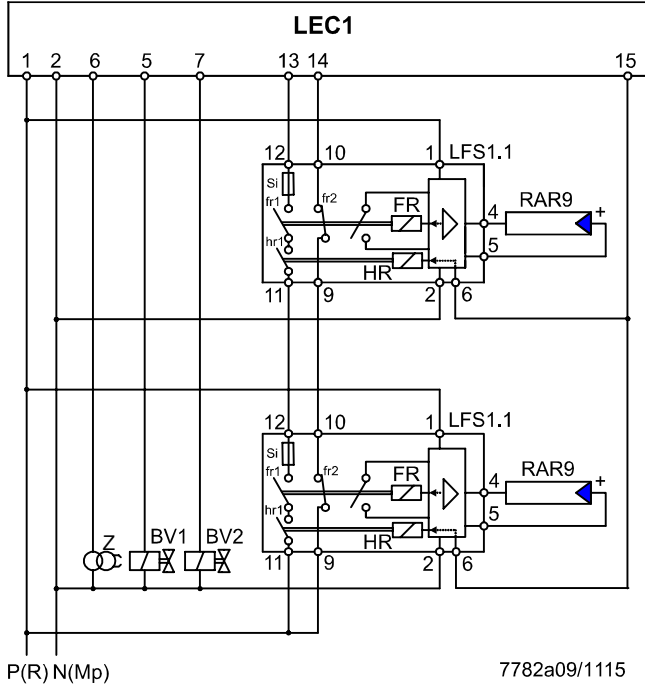 LEC1
1 2 6 5 7 13 14 15
12 10 1 LFS1.1
Si
fr1 fr2 FR 4 RAR9 +
hr1 5
HR
11 9 2 6
12 10 1 LFS1.1
Si
fr1 fr2 FR 4 RAR9 +
hr1 5
Z BV1 BV2 HR
11 9 2 6
P(R) N(Mp) 7782a09/1115